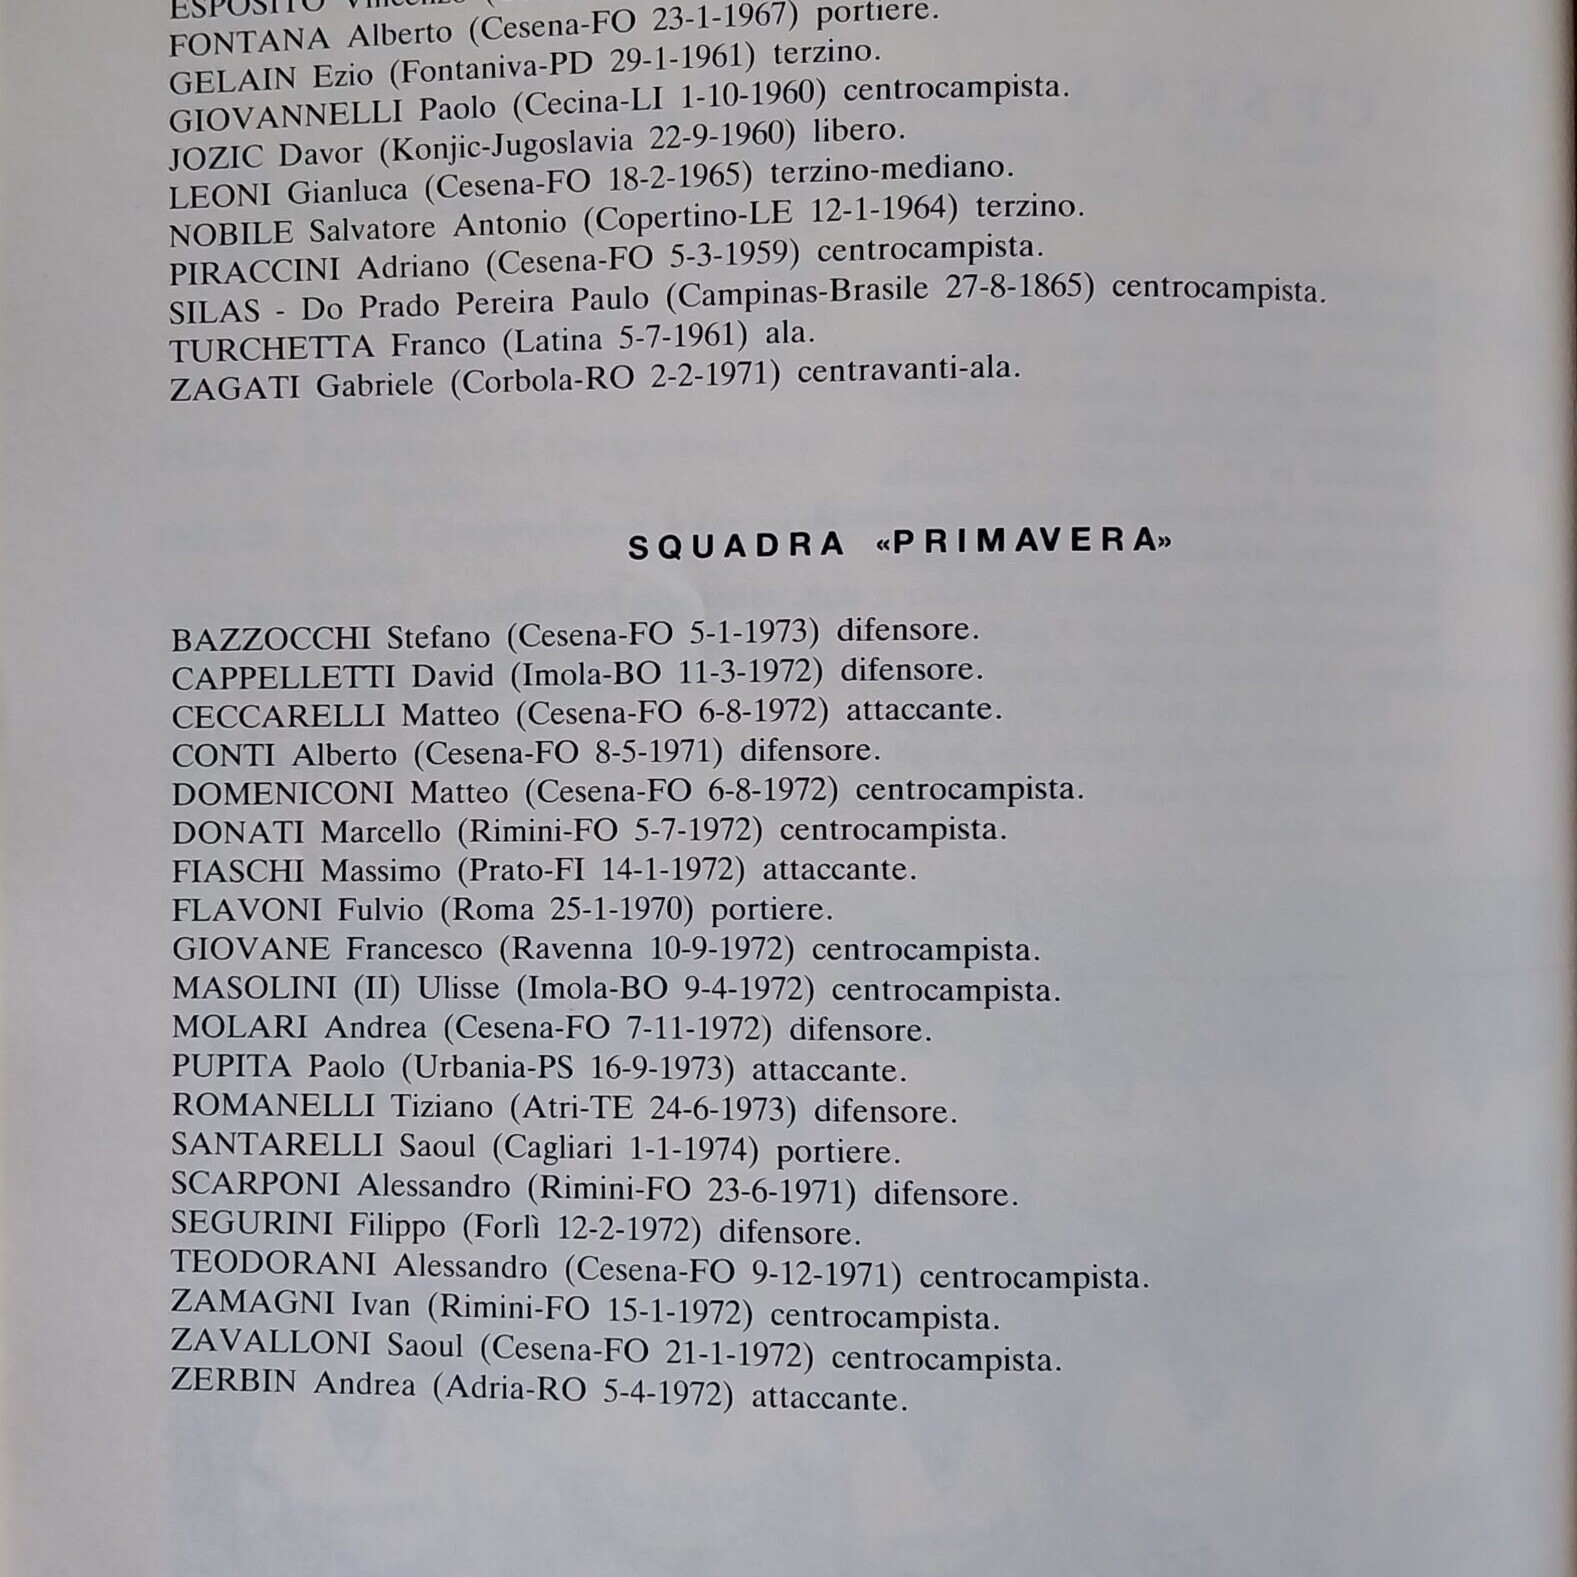 ESPOSITO Vincenzo
FONTANA Alberto (Cesena-FO 23-1-1967) portiere.
GELAIN Ezio (Fontaniva-PD 29-1-1961) terzino.
GIOVANNELLI Paolo (Cecina-LI 1-10-1960) centrocampista.
JOZIC Davor (Konjic-Jugoslavia 22-9-1960) libero.
LEONI Gianluca (Cesena-FO 18-2-1965) terzino-mediano.
NOBILE Salvatore Antonio (Copertino-LE 12-1-1964) terzino.
PIRACCINI Adriano (Cesena-FO 5-3-1959) centrocampista.
SILAS - Do Prado Pereira Paulo (Campinas-Brasile 27-8-1865) centrocampista.
TURCHETTA Franco (Latina 5-7-1961) ala.
ZAGATI Gabriele (Corbola-RO 2-2-1971) centravanti-ala.
SQUADRA «PRIMAVERA»
BAZZOCCHI Stefano (Cesena-FO 5-1-1973) difensore.
CAPPELLETTI David (Imola-BO 11-3-1972) difensore.
CECCARELLI Matteo (Cesena-FO 6-8-1972) attaccante.
CONTI Alberto (Cesena-FO 8-5-1971) difensore.
DOMENICONI Matteo (Cesena-FO 6-8-1972) centrocampista.
DONATI Marcello (Rimini-FO 5-7-1972) centrocampista.
FIASCHI Massimo (Prato-FI 14-1-1972) attaccante.
FLAVONI Fulvio (Roma 25-1-1970) portiere.
GIOVANE Francesco (Ravenna 10-9-1972) centrocampista.
MASOLINI (II) Ulisse (Imola-BO 9-4-1972) centrocampista.
MOLARI Andrea (Cesena-FO 7-11-1972) difensore.
PUPITA Paolo (Urbania-PS 16-9-1973) attaccante.
ROMANELLI Tiziano (Atri-TE 24-6-1973) difensore.
SANTARELLI Saoul (Cagliari 1-1-1974) portiere.
SCARPONI Alessandro (Rimini-FO 23-6-1971) difensore.
SEGURINI Filippo (Forlì 12-2-1972) difensore.
TEODORANI Alessandro (Cesena-FO 9-12-1971) centrocampista.
ZAMAGNI Ivan (Rimini-FO 15-1-1972) centrocampista.
ZAVALLONI Saoul (Cesena-FO 21-1-1972) centrocampista.
ZERBIN Andrea (Adria-RO 5-4-1972) attaccante.